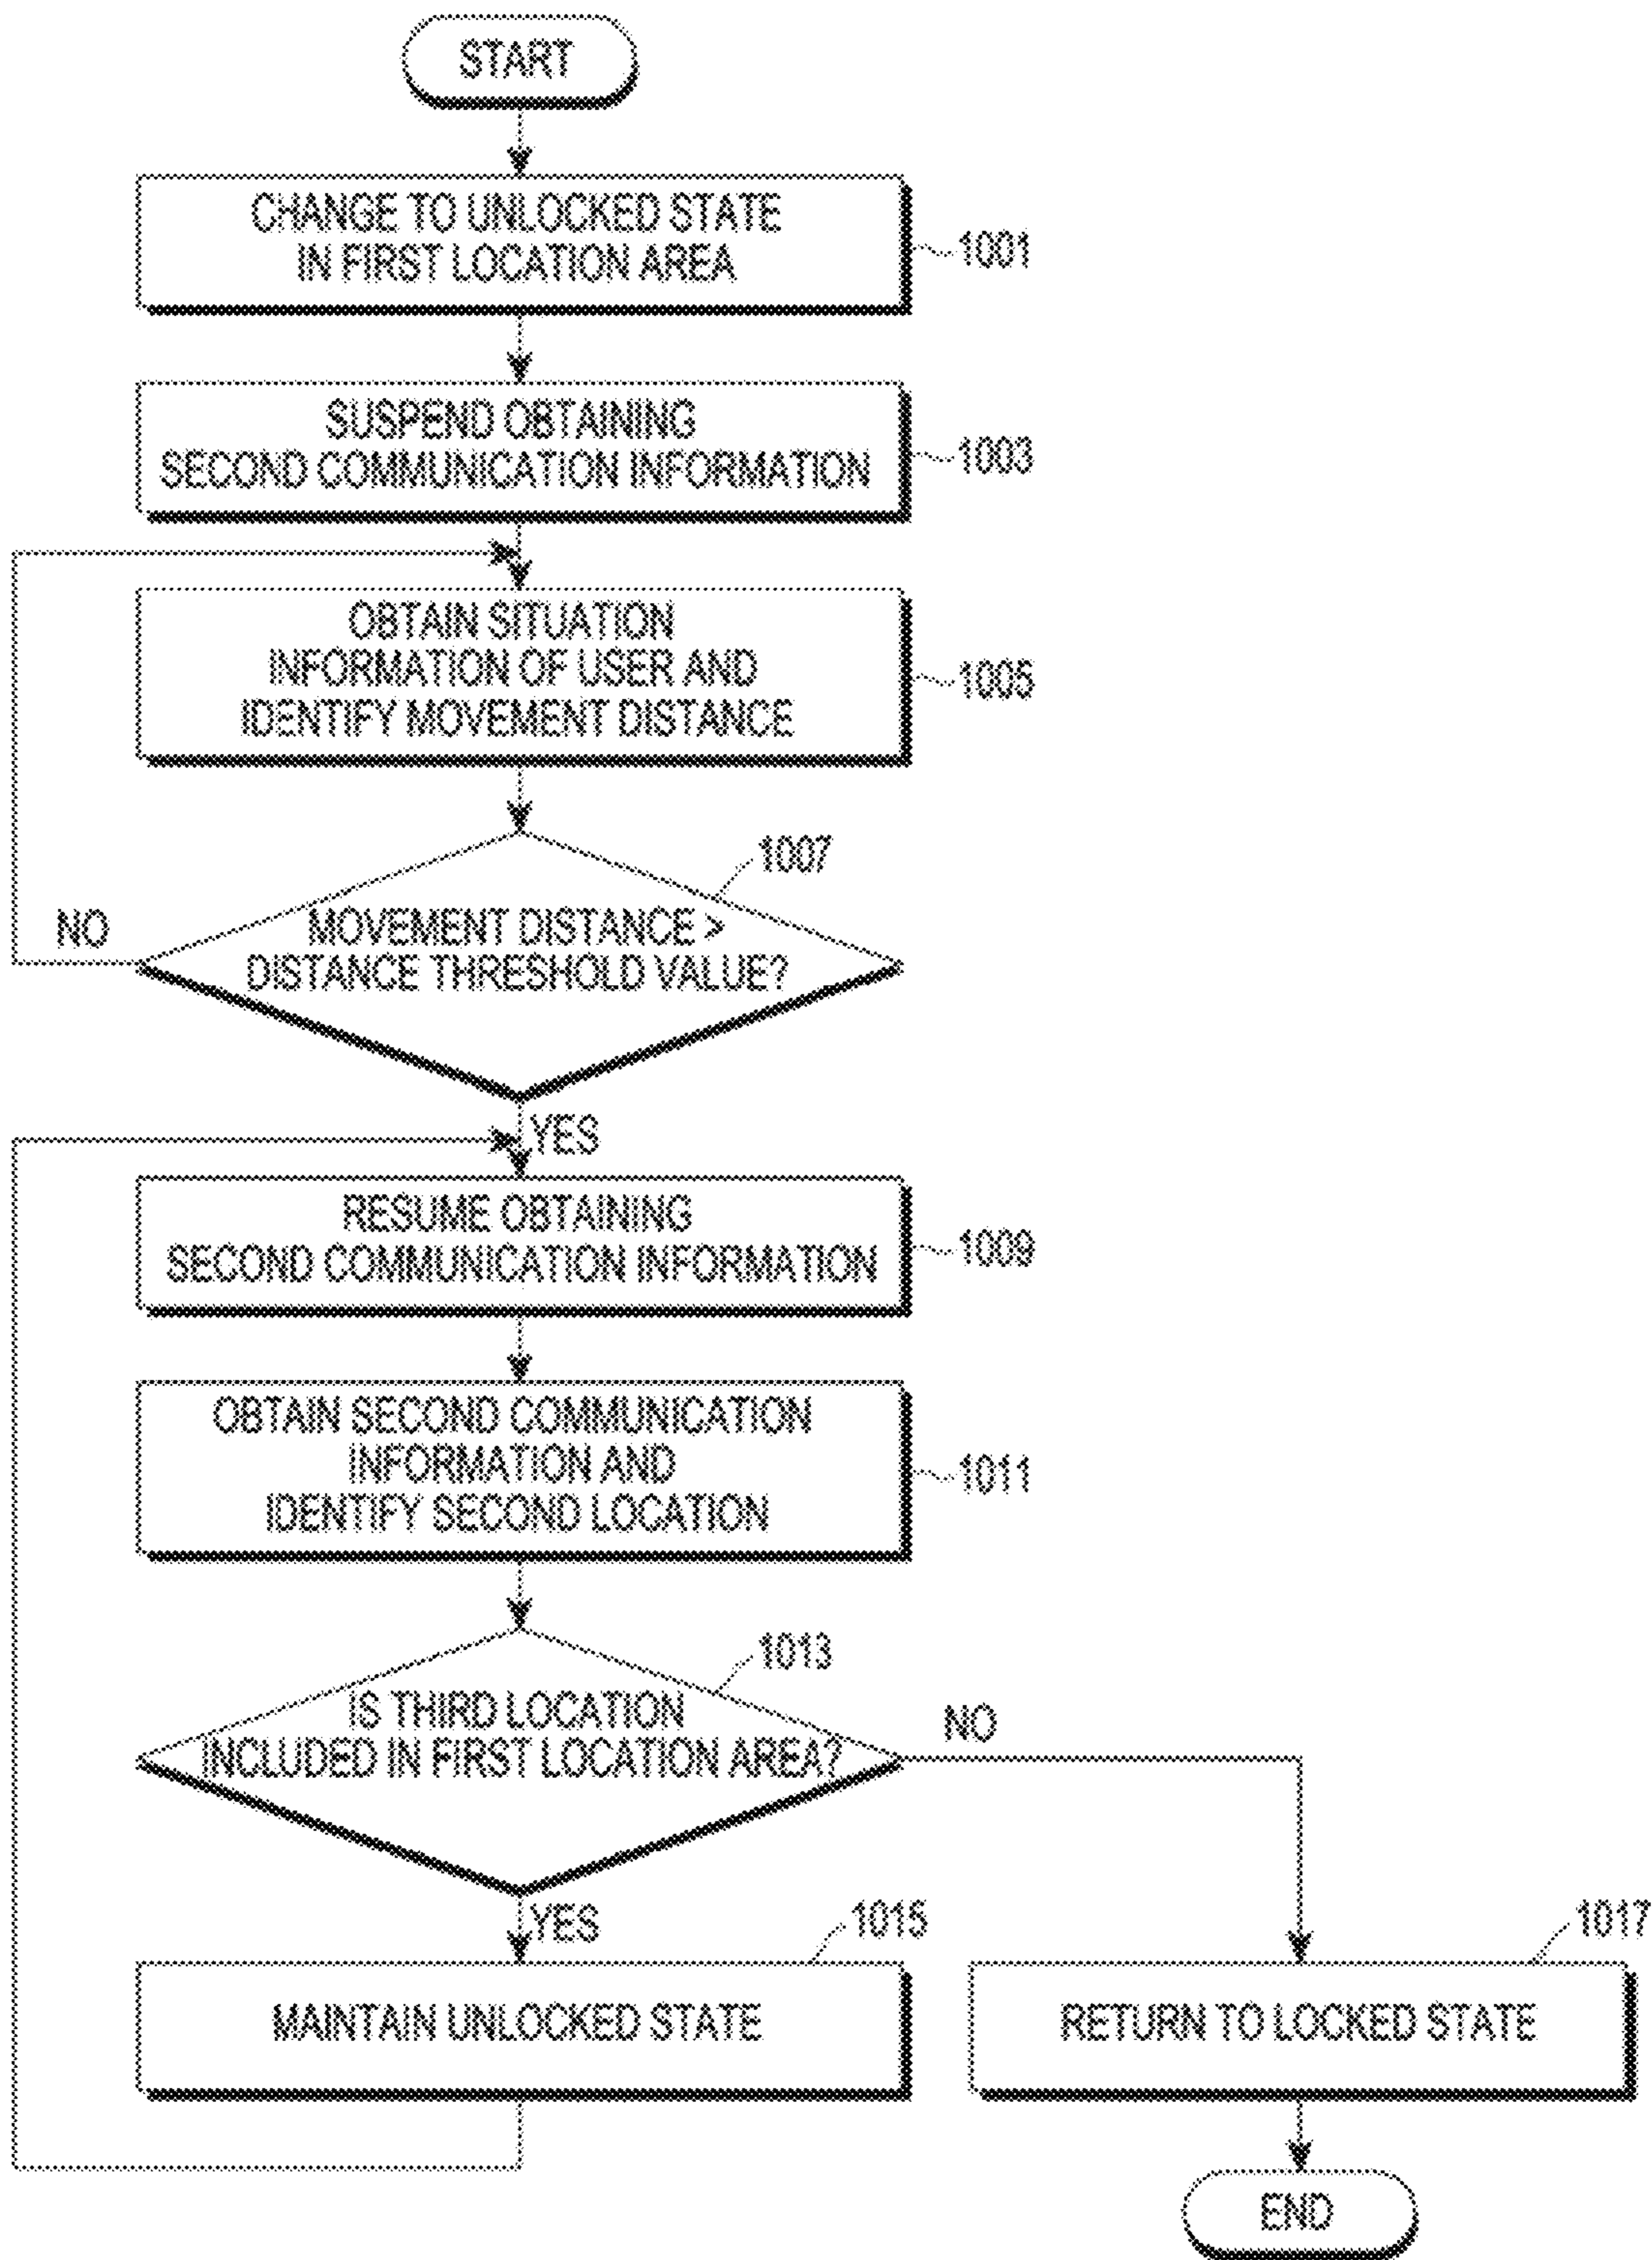 START
CHANGE TO UNLOCKED STATE
IN FIRST LOCATION AREA
1001
SUSPEND OBTAINING
SECOND COMMUNICATION INFORMATION
1003
OBTAIN SITUATION
INFORMATION OF USER AND
IDENTIFY MOVEMENT DISTANCE
1005
1007
NO
MOVEMENT DISTANCE >
DISTANCE THRESHOLD VALUE?
YES
RESUME OBTAINING
SECOND COMMUNICATION INFORMATION
1009
OBTAIN SECOND COMMUNICATION
INFORMATION AND
IDENTIFY SECOND LOCATION
1011
1013
IS THIRD LOCATION
INCLUDED IN FIRST LOCATION AREA?
NO
YES
1015
1017
MAINTAIN UNLOCKED STATE
RETURN TO LOCKED STATE
END